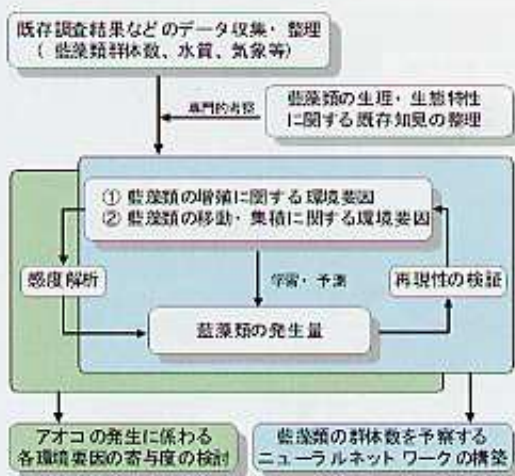 既存調査結果などのデータ収集・整理
( 藍藻類群体数、水質、気象等)
専門的考察
藍藻類の生理・生態特性
に関する既存知見の整理
① 藍藻類の増殖に関する環境要因
② 藍藻類の移動・集積に関する環境要因
感度解析
学習・予測
再現性の検証
藍藻類の発生量
アオコの発生に係わる
各環境要因の寄与度の検討
藍藻類の群体数を予察する
ニューラルネットワークの構築